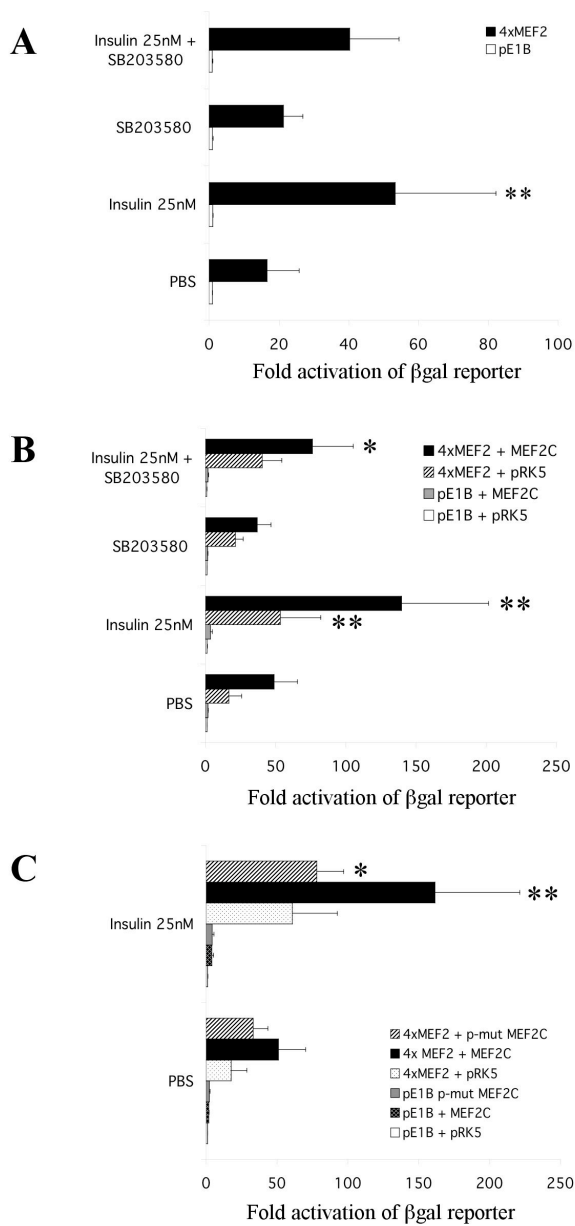 A
Insulin 25nM +
SB203580
SB203580
Insulin 25nM
PBS
4xMEF2
pE1B
**
0 20 40 60 80 100
Fold activation of βgal reporter
B
Insulin 25nM +
SB203580
SB203580
Insulin 25nM
PBS
4xMEF2 + MEF2C
4xMEF2 + pRK5
pE1B + MEF2C
pE1B + pRK5
*
**
**
0 50 100 150 200 250
Fold activation of βgal reporter
C
Insulin 25nM
PBS
*
**
4xMEF2 + p-mut MEF2C
4x MEF2 + MEF2C
4xMEF2 + pRK5
pE1B p-mut MEF2C
pE1B + MEF2C
pE1B + pRK5
0 50 100 150 200 250
Fold activation of βgal reporter